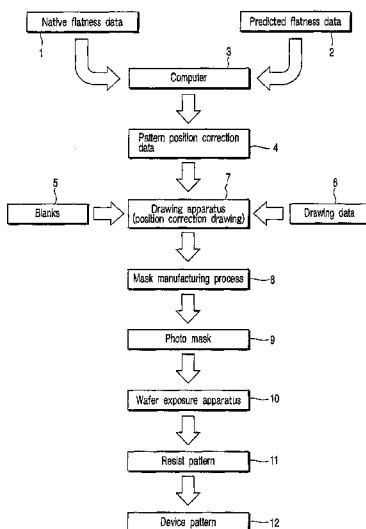 Native flatness data
1
Predicted flatness data
2
3
Computer
Pattern position correction
data
4
5
Blanks
7
Drawing apparatus
(position correction drawing)
6
Drawing data
Mask manufacturing process
8
Photo mask
9
Wafer exposure apparatus
10
Resist pattern
11
Device pattern
12